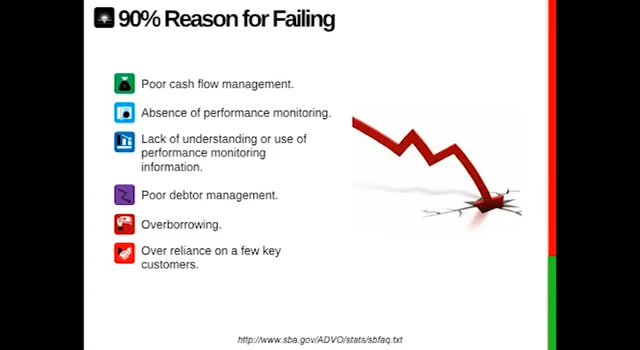 90% Reason for Failing
Poor cash flow management.
Absence of performance monitoring.
Lack of understanding or use of
performance monitoring
information.
Poor debtor management.
Overborrowing.
Over reliance on a few key
customers.
http://www.sba.gov/ADVO/stats/sbfaq.txt